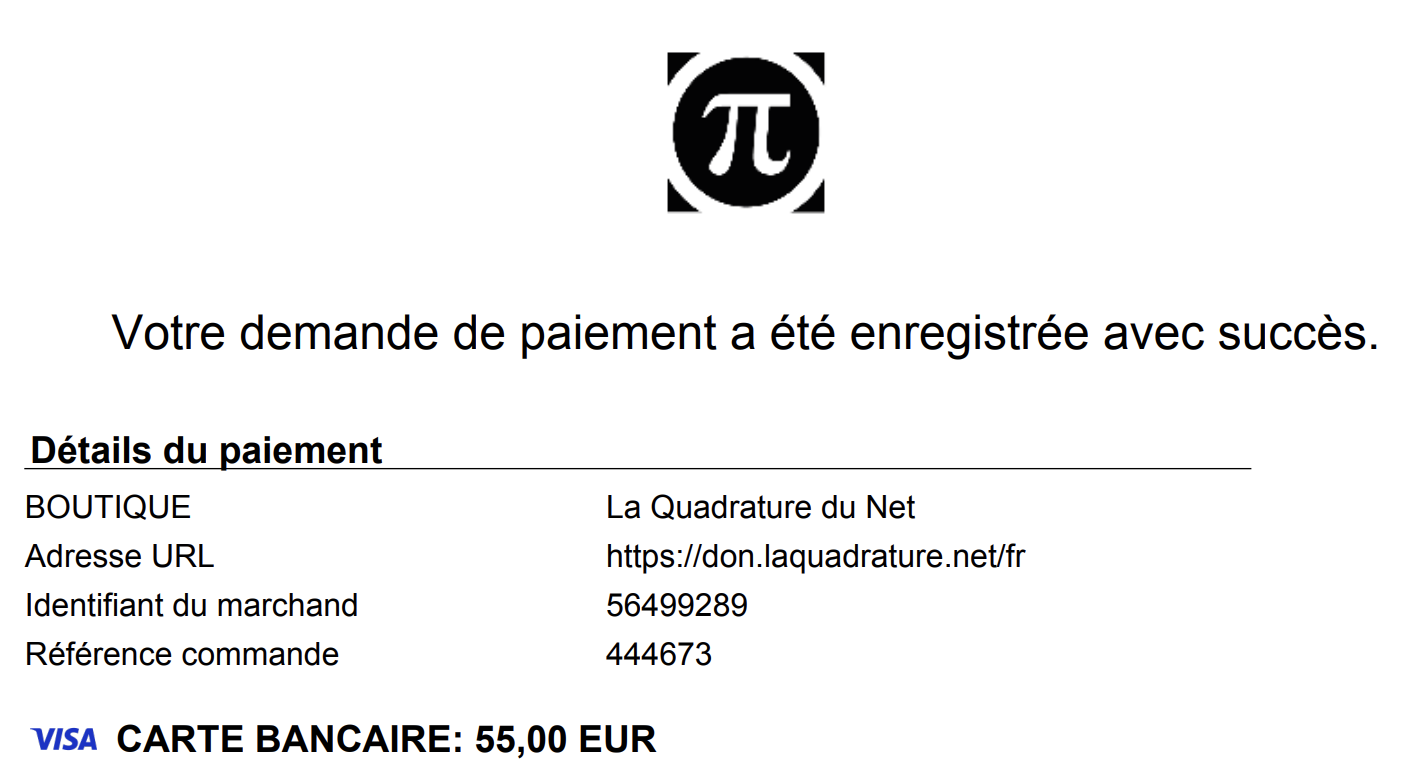 π
Votre demande de paiement a été enregistrée avec succès.
Détails du paiement
BOUTIQUE La Quadrature du Net
Adresse URL https://don.laquadrature.net/fr
Identifiant du marchand 56499289
Référence commande 444673
VISA CARTE BANCAIRE: 55,00 EUR